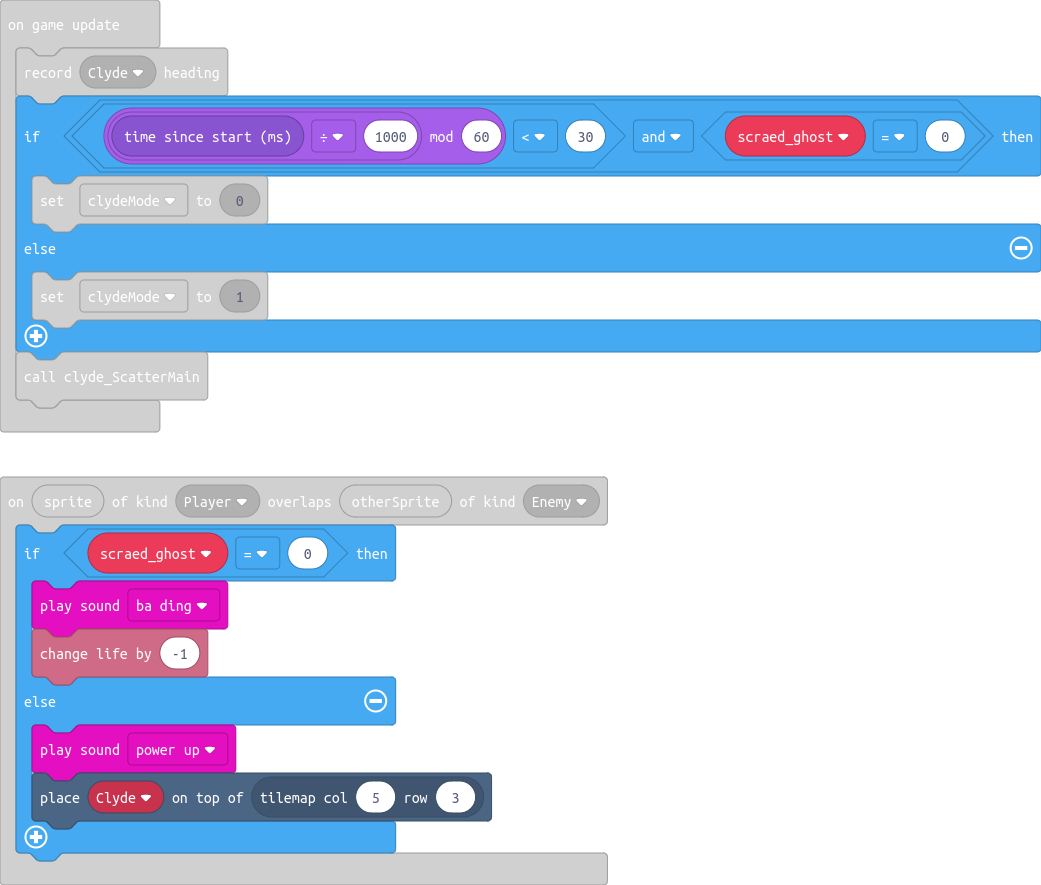 on game update
record Clyde heading
if time since start (ms) ÷ 1000 mod 60 < 30 and scraed_ghost = 0 then
set clydeMode to 0
else
set clydeMode to 1
call clyde_ScatterMain
on sprite of kind Player overlaps otherSprite of kind Enemy
if scraed_ghost = 0 then
play sound ba ding
change life by -1
else
play sound power up
place Clyde on top of tilemap col 5 row 3